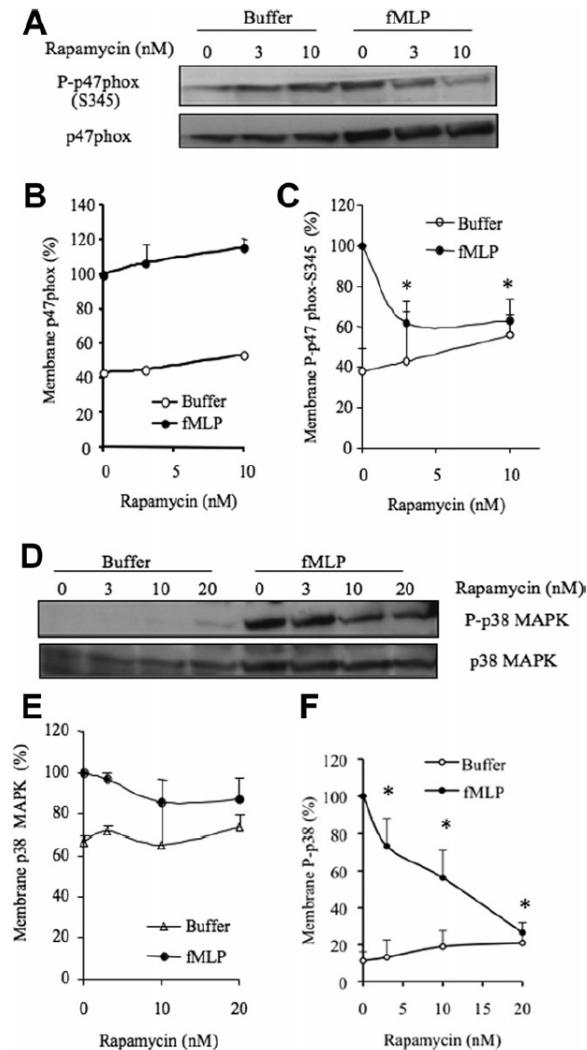 A
Buffer fMLP
Rapamycin (nM) 0 3 10 0 3 10
P-p47phox
(S345)
p47phox
B
Membrane p47phox (%)
140
120
100
80
60
40
20
0
0 5 10
Rapamycin (nM)
Buffer
fMLP
C
Membrane P-p47 phox-S345 (%)
120
100
80
60
40
20
0
0 5 10
Rapamycin (nM)
Buffer
fMLP
* *
D
Buffer fMLP
0 3 10 20 0 3 10 20 Rapamycin (nM)
P-p38 MAPK
p38 MAPK
E
Membrane p38 MAPK (%)
120
100
80
60
40
20
0
0 5 10 15 20
Rapamycin (nM)
Buffer
fMLP
F
Membrane P-p38 (%)
120
100
80
60
40
20
0
0 5 10 15 20
Rapamycin (nM)
Buffer
fMLP
* * *